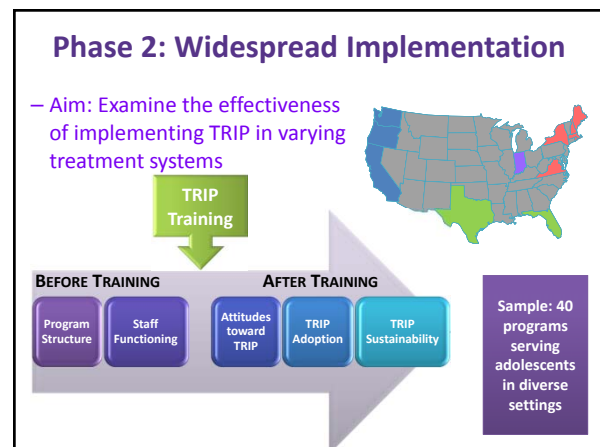 Phase 2: Widespread Implementation
– Aim: Examine the effectiveness
of implementing TRIP in varying
treatment systems
TRIP
Training
BEFORE TRAINING
AFTER TRAINING
Program
Structure
Staff
Functioning
Attitudes
toward
TRIP
TRIP
Adoption
TRIP
Sustainability
Sample: 40
programs
serving
adolescents
in diverse
settings